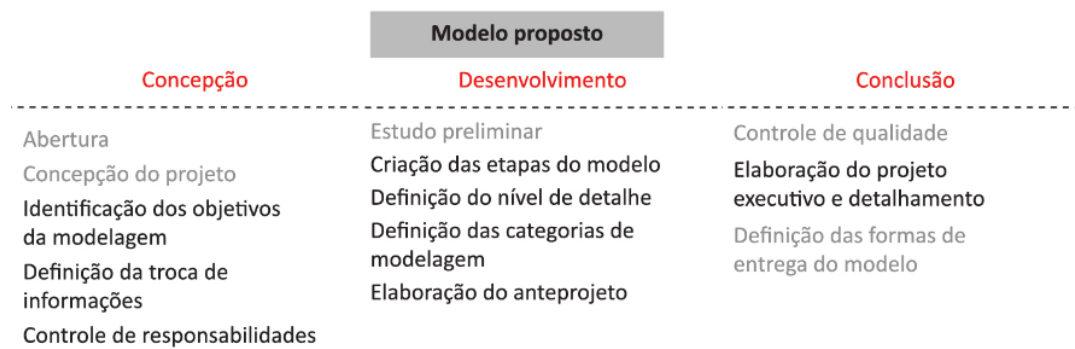 Modelo proposto
Concepção
Desenvolvimento
Conclusão
Abertura
Concepção do projeto
Identificação dos objetivos
da modelagem
Definição da troca de
informações
Controle de responsabilidades
Estudo preliminar
Criação das etapas do modelo
Definição do nível de detalhe
Definição das categorias de
modelagem
Elaboração do anteprojeto
Controle de qualidade
Elaboração do projeto
executivo e detalhamento
Definição das formas de
entrega do modelo